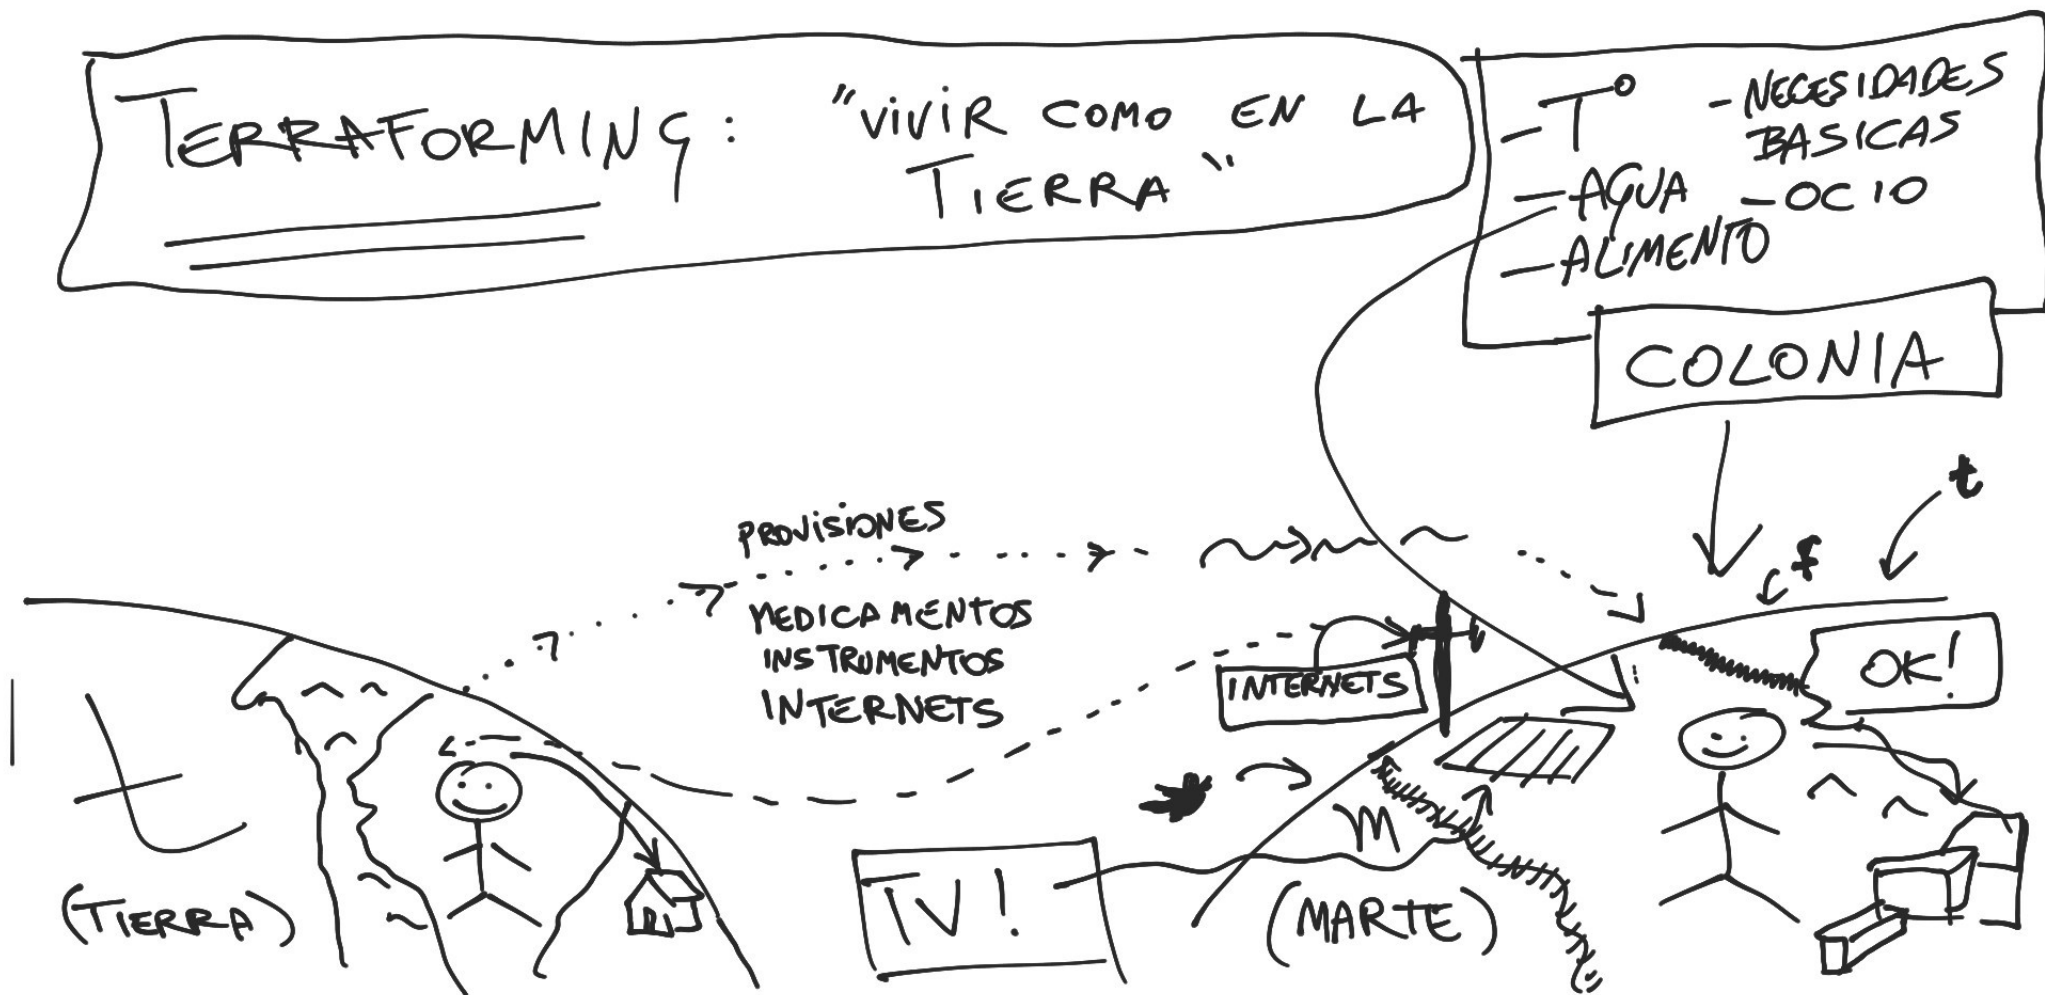 TERRAFORMING: "VIVIR COMO EN LA
TIERRA"
- T° - NECESIDADES
BASICAS
- AGUA - OCIO
- ALIMENTO
COLONIA
t
PROVISIONES
MEDICAMENTOS
INSTRUMENTOS
INTERNETS
INTERNETS
OK!
t
(TIERRA)
TV!
m
(MARTE)